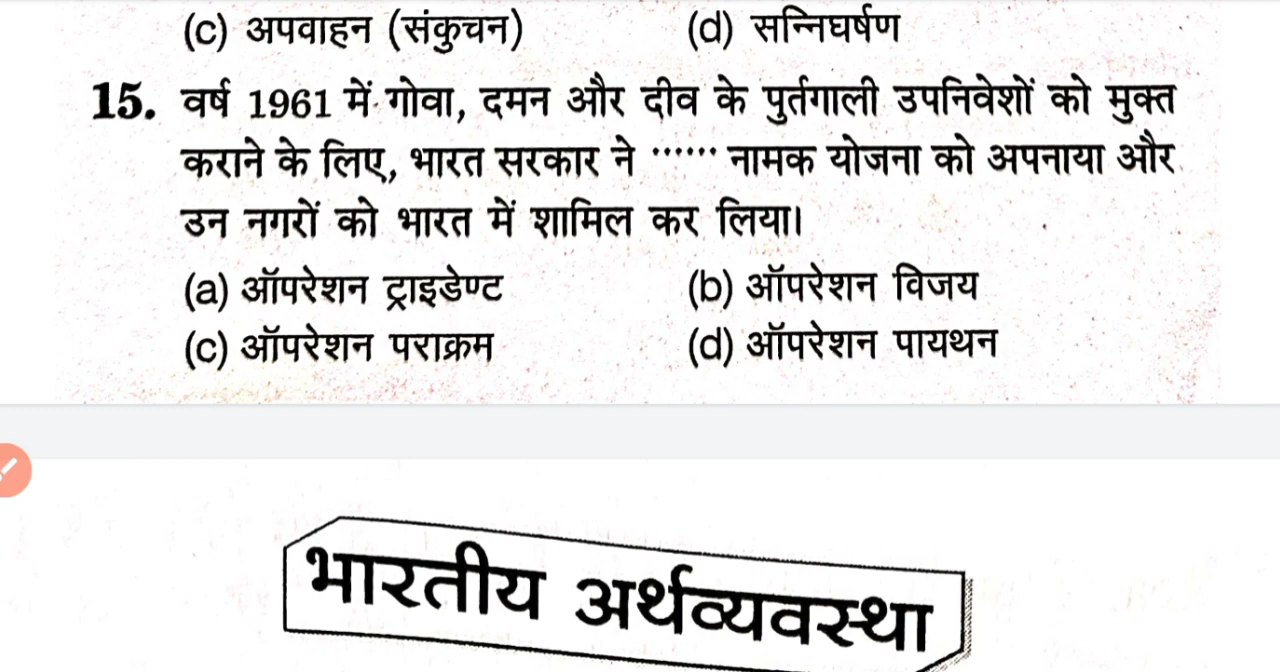 (c) अपवाहन (संकुचन) (d) सन्निघर्षण
15. वर्ष 1961 में गोवा, दमन और दीव के पुर्तगाली उपनिवेशों को मुक्त
कराने के लिए, भारत सरकार ने ...... नामक योजना को अपनाया और
उन नगरों को भारत में शामिल कर लिया।
(a) ऑपरेशन ट्राइडेण्ट (b) ऑपरेशन विजय
(c) ऑपरेशन पराक्रम (d) ऑपरेशन पायथन
भारतीय अर्थव्यवस्था